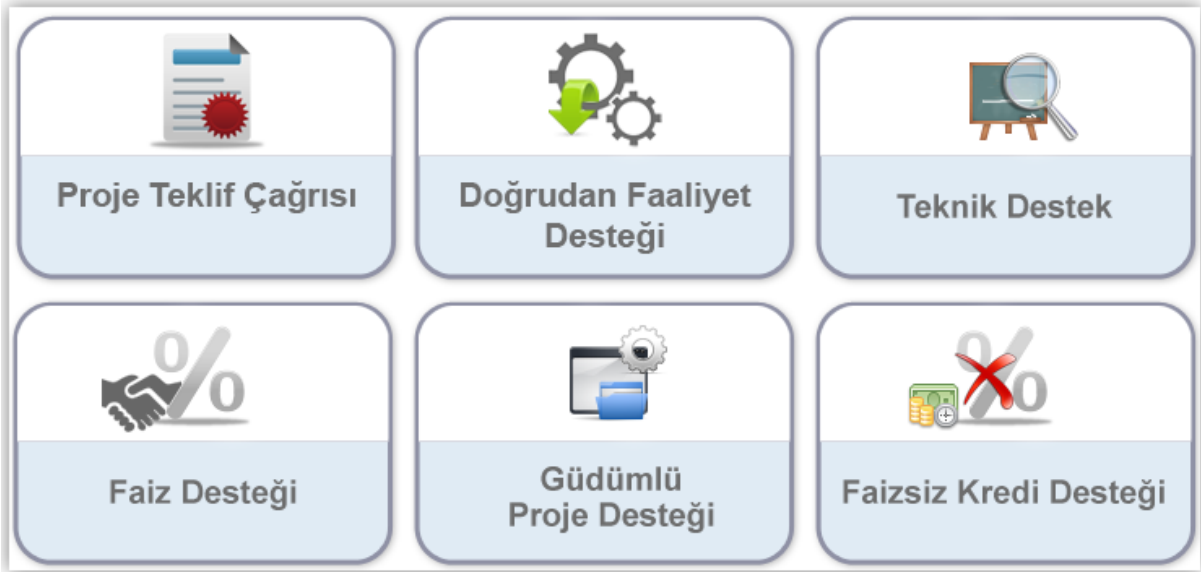 Proje Teklif Çağrısı
Doğrudan Faaliyet
Desteği
Teknik Destek
Faiz Desteği
Güdümlü
Proje Desteği
Faizsiz Kredi Desteği